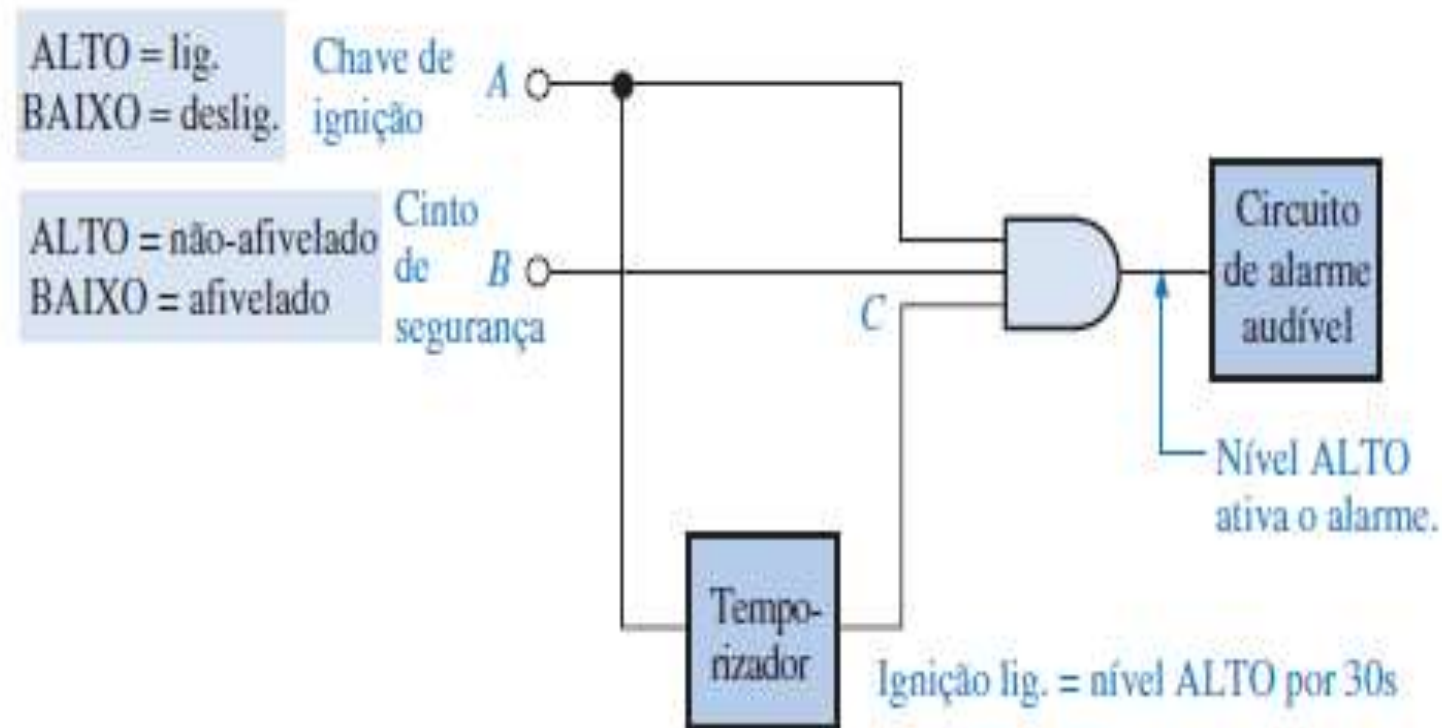 ALTO = lig.
BAIXO = deslig.
Chave de
ignição
A
ALTO = não-afivelado
BAIXO = afivelado
Cinto
de
segurança
B
C
Circuito
de alarme
audível
Nível ALTO
ativa o alarme.
Tempo-
rizador
Ignição lig. = nível ALTO por 30s